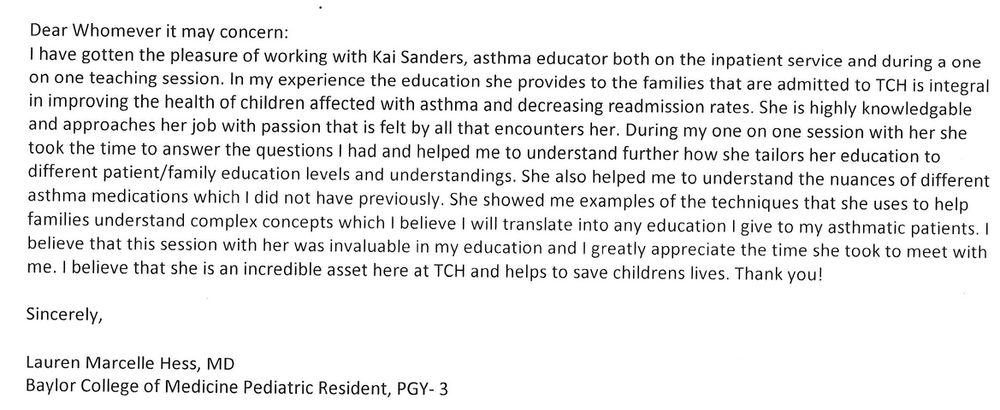 Dear Whomever it may concern:
I have gotten the pleasure of working with Kai Sanders, asthma educator both on the inpatient service and during a one
on one teaching session. In my experience the education she provides to the families that are admitted to TCH is integral
in improving the health of children affected with asthma and decreasing readmission rates. She is highly knowledgable
and approaches her job with passion that is felt by all that encounters her. During my one on one session with her she
took the time to answer the questions I had and helped me to understand further how she tailors her education to
different patient/family education levels and understandings. She also helped me to understand the nuances of different
asthma medications which I did not have previously. She showed me examples of the techniques that she uses to help
families understand complex concepts which I believe I will translate into any education I give to my asthmatic patients. I
believe that this session with her was invaluable in my education and I greatly appreciate the time she took to meet with
me. I believe that she is an incredible asset here at TCH and helps to save childrens lives. Thank you!
Sincerely,
Lauren Marcelle Hess, MD
Baylor College of Medicine Pediatric Resident, PGY- 3